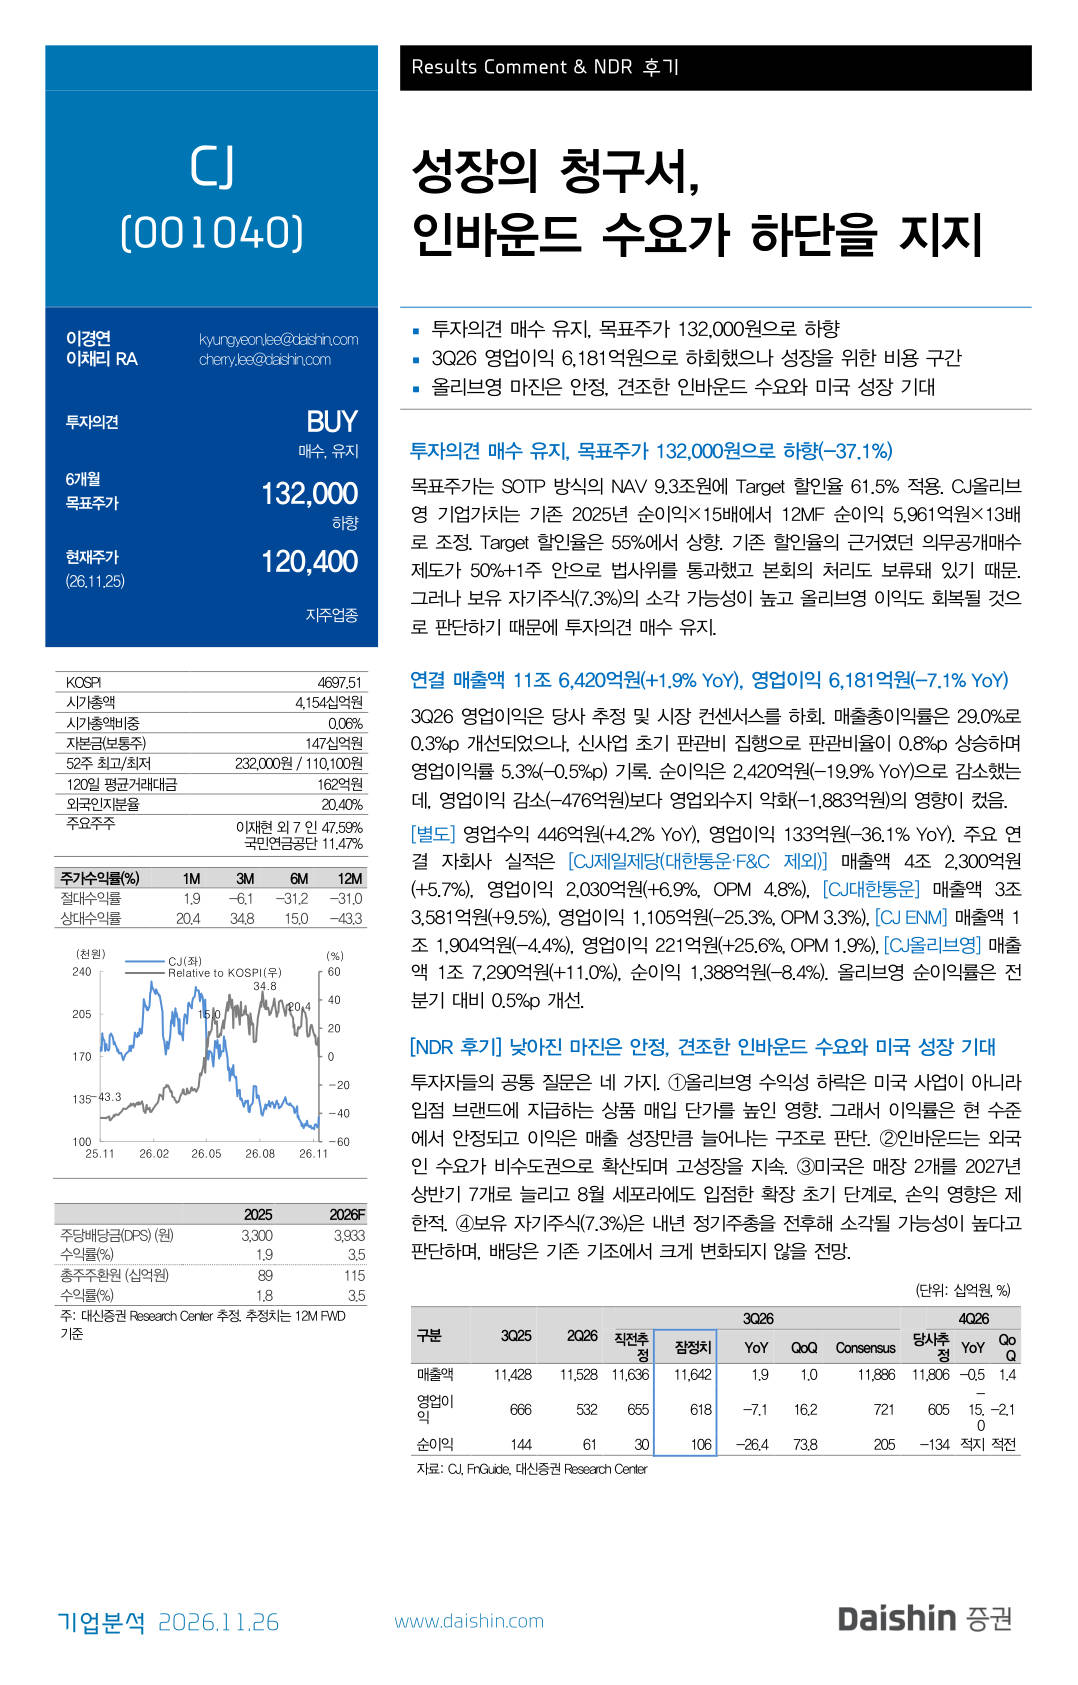 Results Comment & NDR 후기
CJ
(001040)
성장의 청구서,
인바운드 수요가 하단을 지지
이경연 kyungyeon.lee@daishin.com
이채리 RA cherry.lee@daishin.com
투자의견 BUY
매수, 유지
6개월
목표주가 132,000
하향
현재주가 120,400
(26.11.25)
지주업종
▪ 투자의견 매수 유지, 목표주가 132,000원으로 하향
▪ 3Q26 영업이익 6,181억원으로 하회했으나 성장을 위한 비용 구간
▪ 올리브영 마진은 안정, 견조한 인바운드 수요와 미국 성장 기대
투자의견 매수 유지, 목표주가 132,000원으로 하향(-37.1%)
목표주가는 SOTP 방식의 NAV 9.3조원에 Target 할인율 61.5% 적용. CJ올리브
영 기업가치는 기존 2025년 순이익×15배에서 12MF 순이익 5,961억원×13배
로 조정. Target 할인율은 55%에서 상향. 기존 할인율의 근거였던 의무공개매수
제도가 50%+1주 안으로 법사위를 통과했고 본회의 처리도 보류돼 있기 때문.
그러나 보유 자기주식(7.3%)의 소각 가능성이 높고 올리브영 이익도 회복될 것으
로 판단하기 때문에 투자의견 매수 유지.
연결 매출액 11조 6,420억원(+1.9% YoY), 영업이익 6,181억원(-7.1% YoY)
3Q26 영업이익은 당사 추정 및 시장 컨센서스를 하회. 매출총이익률은 29.0%로
0.3%p 개선되었으나, 신사업 초기 판관비 집행으로 판관비율이 0.8%p 상승하며
영업이익률 5.3%(-0.5%p) 기록. 순이익은 2,420억원(-19.9% YoY)으로 감소했는
데, 영업이익 감소(-476억원)보다 영업외수지 악화(-1,883억원)의 영향이 컸음.
[별도] 영업수익 446억원(+4.2% YoY), 영업이익 133억원(-36.1% YoY). 주요 연
결 자회사 실적은 [CJ제일제당(대한통운·F&C 제외)] 매출액 4조 2,300억원
(+5.7%), 영업이익 2,030억원(+6.9%, OPM 4.8%), [CJ대한통운] 매출액 3조
3,581억원(+9.5%), 영업이익 1,105억원(-25.3%, OPM 3.3%), [CJ ENM] 매출액 1
조 1,904억원(-4.4%), 영업이익 221억원(+25.6%, OPM 1.9%), [CJ올리브영] 매출
액 1조 7,290억원(+11.0%), 순이익 1,388억원(-8.4%). 올리브영 순이익률은 전
분기 대비 0.5%p 개선.
[NDR 후기] 낮아진 마진은 안정, 견조한 인바운드 수요와 미국 성장 기대
투자자들의 공통 질문은 네 가지. ①올리브영 수익성 하락은 미국 사업이 아니라
입점 브랜드에 지급하는 상품 매입 단가를 높인 영향. 그래서 이익률은 현 수준
에서 안정되고 이익은 매출 성장만큼 늘어나는 구조로 판단. ②인바운드는 외국
인 수요가 비수도권으로 확산되며 고성장을 지속. ③미국은 매장 2개를 2027년
상반기 7개로 늘리고 8월 세포라에도 입점한 확장 초기 단계로, 손익 영향은 제
한적. ④보유 자기주식(7.3%)은 내년 정기주총을 전후해 소각될 가능성이 높다고
판단하며, 배당은 기존 기조에서 크게 변화되지 않을 전망.
KOSPI 4697.51
시가총액 4,154십억원
시가총액비중 0.06%
자본금(보통주) 147십억원
52주 최고/최저 232,000원 / 110,100원
120일 평균거래대금 162억원
외국인지분율 20.40%
주요주주 이재현 외 7 인 47.59%
국민연금공단 11.47%
주가수익률(%) 1M 3M 6M 12M
절대수익률 1.9 -6.1 -31.2 -31.0
상대수익률 20.4 34.8 15.0 -43.3
(천원) (%)
CJ(좌)
Relative to KOSPI(우)
240 60
34.8
40
205 15.0 20.4
20
170 0
-20
135 -43.3
-40
100 -60
25.11 26.02 26.05 26.08 26.11
2025 2026F
주당배당금(DPS) (원) 3,300 3,933
수익률(%) 1.9 3.5
총주주환원 (십억원) 89 115
수익률(%) 1.8 3.5
주: 대신증권 Research Center 추정. 추정치는 12M FWD
기준
(단위: 십억원, %)
구분 3Q25 2Q26 3Q26 4Q26
직전추정 잠정치 YoY QoQ Consensus 당사추정 YoY QoQ
매출액 11,428 11,528 11,636 11,642 1.9 1.0 11,886 11,806 -0.5 1.4
영업이익 666 532 655 618 -7.1 16.2 721 605 -15.0 -2.1
순이익 144 61 30 106 -26.4 73.8 205 -134 적지 적전
자료: CJ, FnGuide, 대신증권 Research Center
기업분석 2026.11.26
www.daishin.com
Daishin 증권